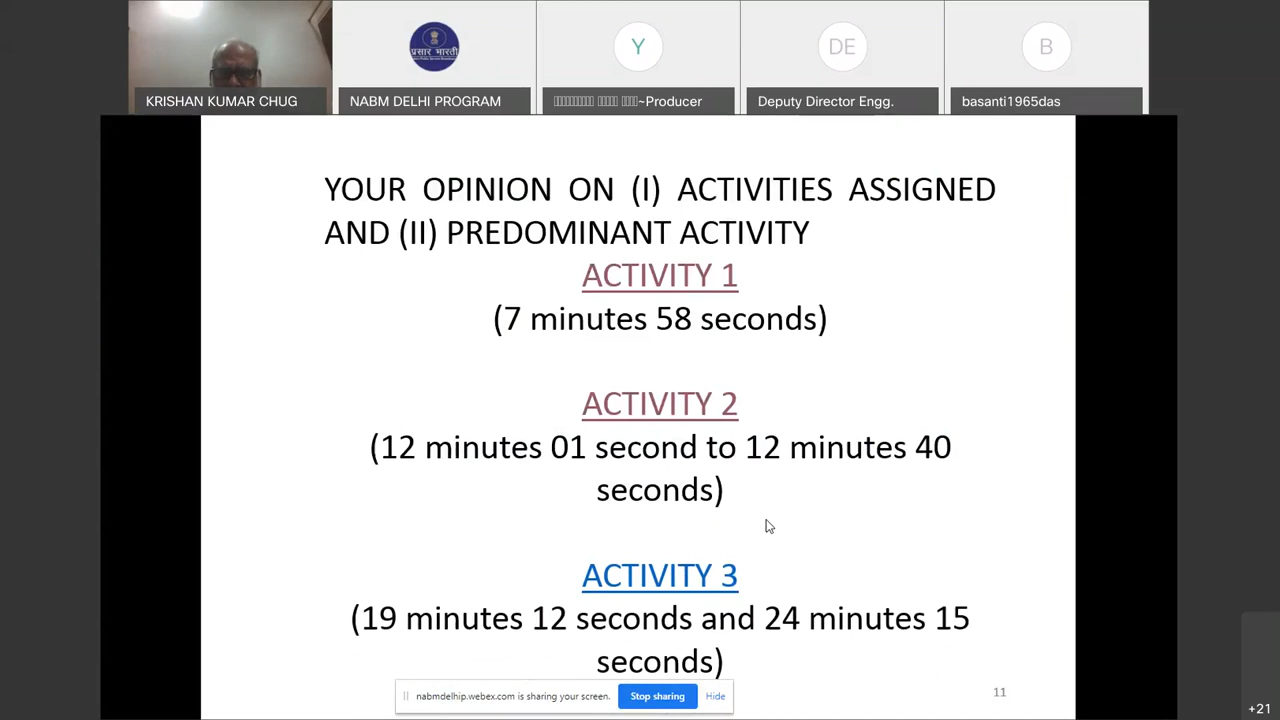 प्रसार भारती
KRISHAN KUMAR CHUG
NABM DELHI PROGRAM
Y
~Producer
DE
Deputy Director Engg.
B
basanti1965das
YOUR OPINION ON (I) ACTIVITIES ASSIGNED
AND (II) PREDOMINANT ACTIVITY
ACTIVITY 1
(7 minutes 58 seconds)
ACTIVITY 2
(12 minutes 01 second to 12 minutes 40
seconds)
ACTIVITY 3
(19 minutes 12 seconds and 24 minutes 15
seconds)
nabmdelhip.webex.com is sharing your screen.
Stop sharing
Hide
11
+21